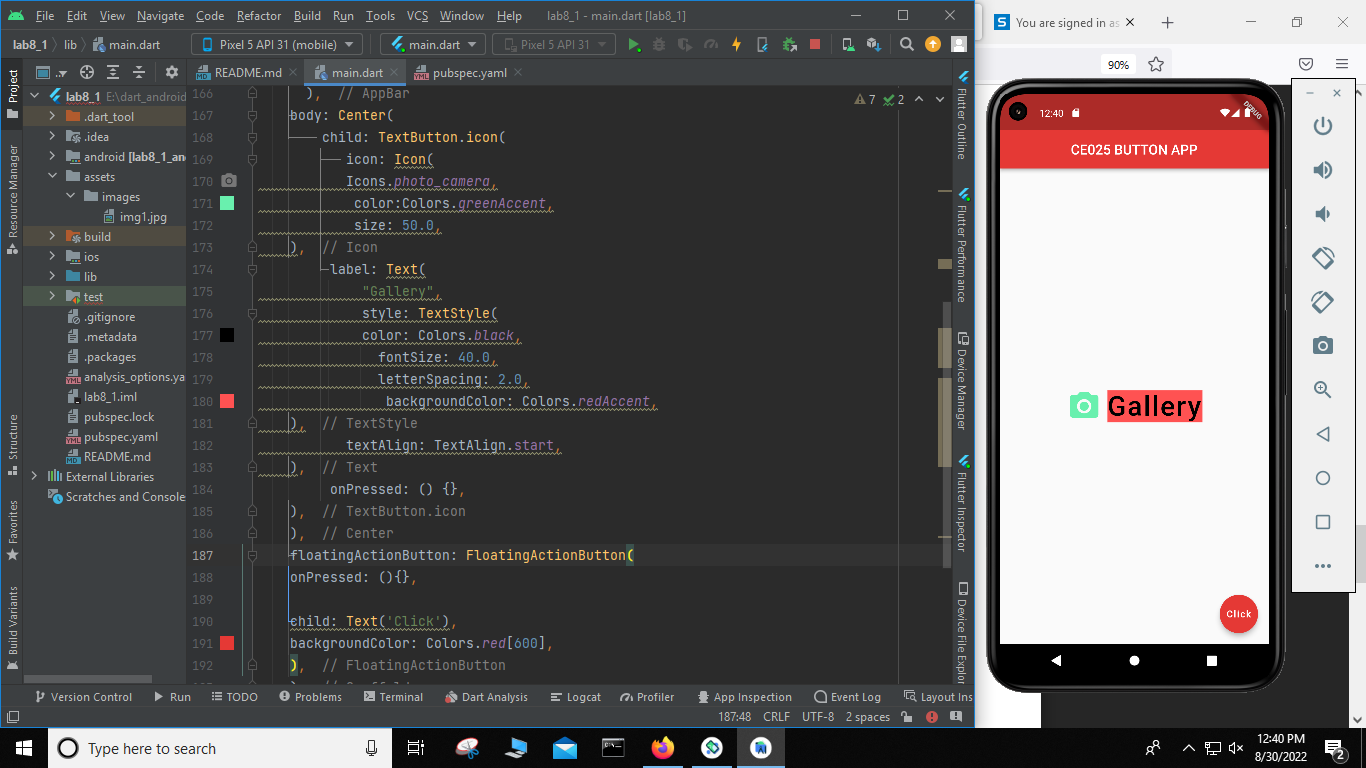 File Edit View Navigate Code Refactor Build Run Tools VCS Window Help lab8_1 - main.dart [lab8_1]
You are signed in as
lab8_1 lib main.dart Pixel 5 API 31 (mobile) main.dart Pixel 5 API 31
90%
README.md main.dart pubspec.yaml
Project
Resource Manager
Structure
Favorites
Build Variants
lab8_1 E:\dart_android
.dart_tool
.idea
android [lab8_1_an
assets
images
img1.jpg
build
ios
lib
test
.gitignore
.metadata
.packages
analysis_options.ya
lab8_1.iml
pubspec.lock
pubspec.yaml
README.md
External Libraries
Scratches and Console
7 2
166 ), // AppBar
167 body: Center(
168 child: TextButton.icon(
169 icon: Icon(
170 Icons.photo_camera,
171 color:Colors.greenAccent,
172 size: 50.0,
173 ), // Icon
174 label: Text(
175 "Gallery",
176 style: TextStyle(
177 color: Colors.black,
178 fontSize: 40.0,
179 letterSpacing: 2.0,
180 backgroundColor: Colors.redAccent,
181 ), // TextStyle
182 textAlign: TextAlign.start,
183 ), // Text
184 onPressed: () {},
185 ), // TextButton.icon
186 ), // Center
187 floatingActionButton: FloatingActionButton(
188 onPressed: (){},
189
190 child: Text('Click'),
191 backgroundColor: Colors.red[600],
192 ), // FloatingActionButton
Flutter Outline
Flutter Performance
Device Manager
Flutter Inspector
Device File Explor
12:40
DEBUG
CE025 BUTTON APP
Gallery
Click
Version Control Run TODO Problems Terminal Dart Analysis Logcat Profiler App Inspection Event Log Layout Ins
187:48 CRLF UTF-8 2 spaces
Type here to search
12:40 PM
8/30/2022
2